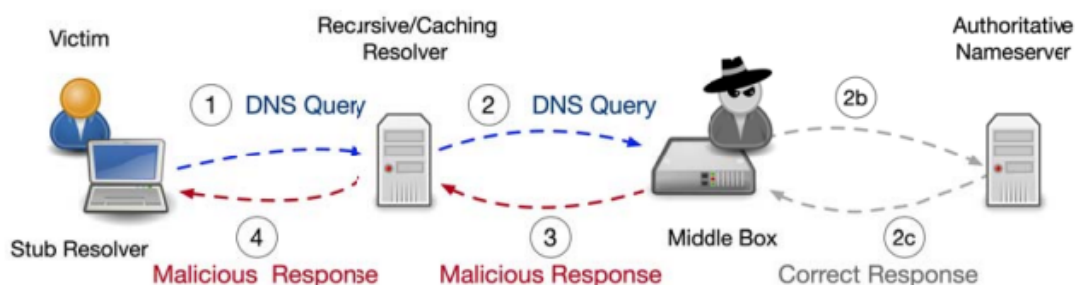 Victim
Recursive/Caching
Resolver
Authoritative
Nameserver
1 DNS Query
2 DNS Query
2b
Stub Resolver
4
Malicious Response
3
Malicious Response
Middle Box
2c
Correct Response